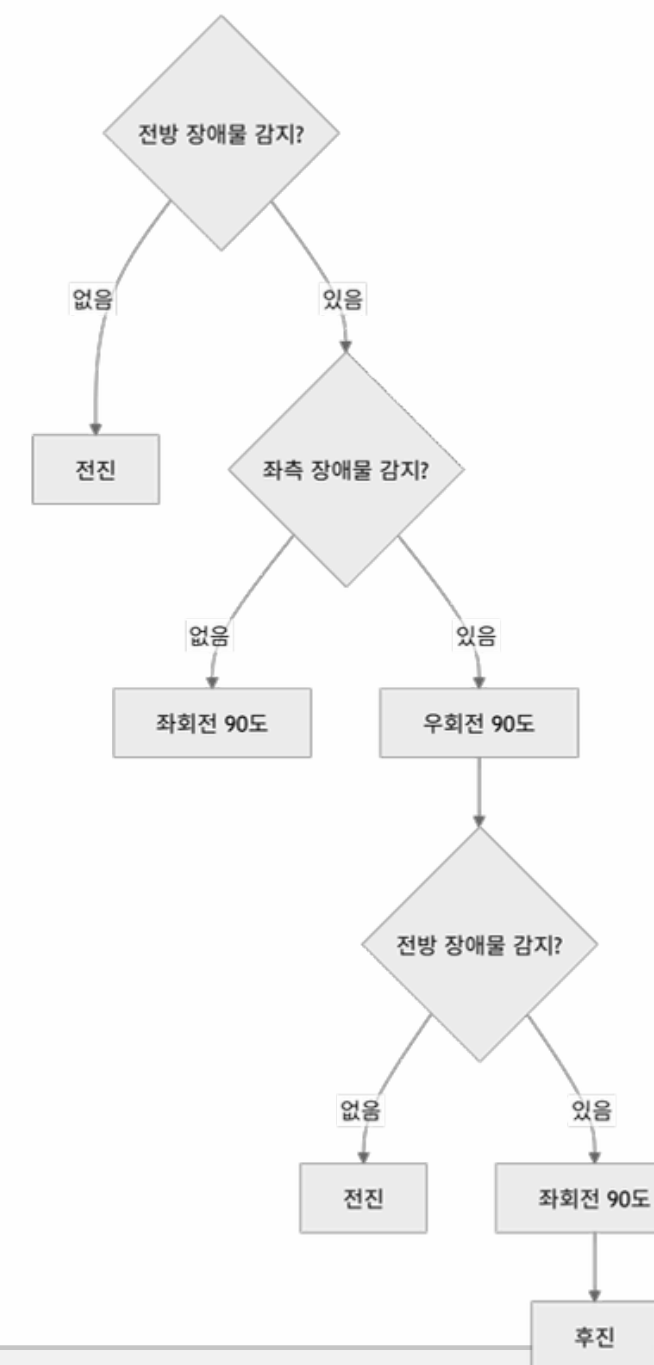 전방 장애물 감지?
없음
있음
전진
좌측 장애물 감지?
없음
있음
좌회전 90도
우회전 90도
전방 장애물 감지?
없음
있음
전진
좌회전 90도
후진